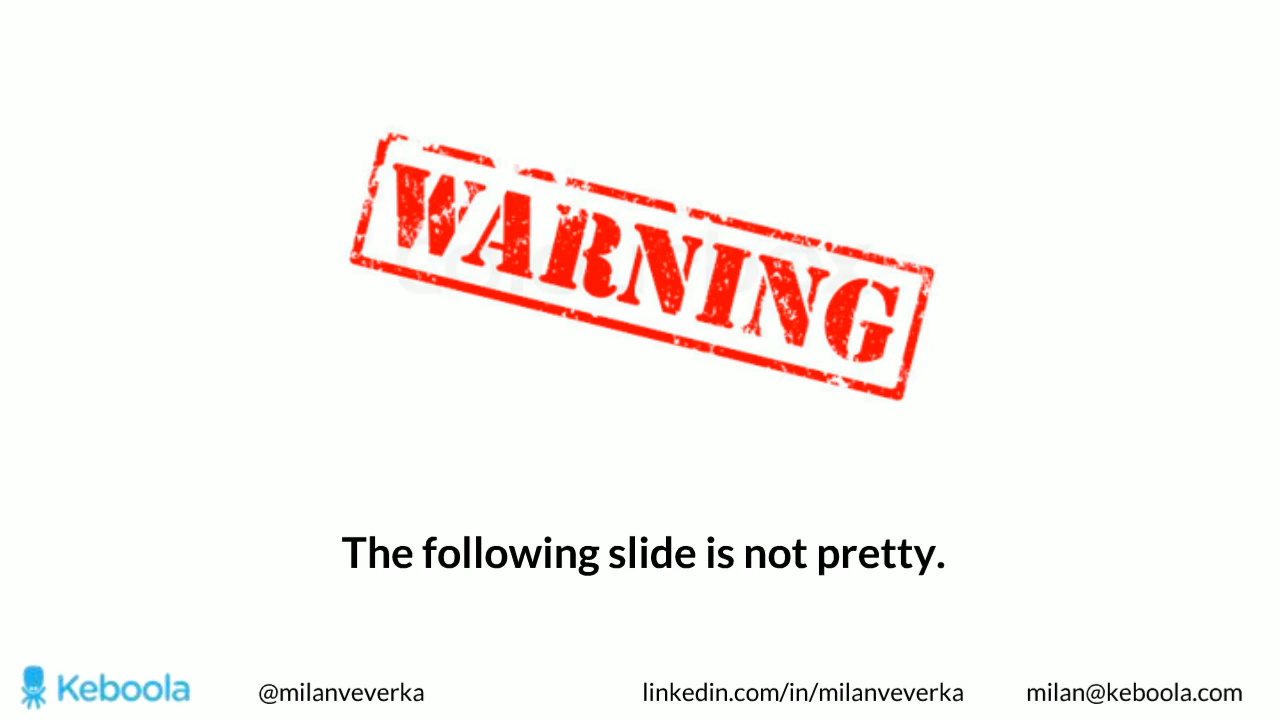 WARNING
The following slide is not pretty.
Keboola @milanveverka linkedin.com/in/milanveverka milan@keboola.com